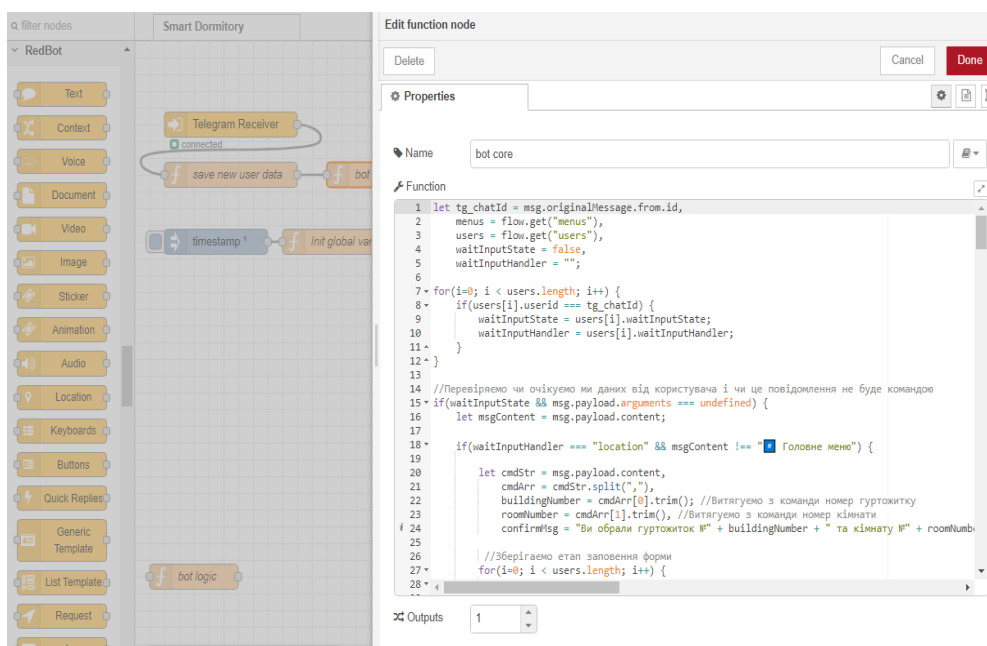 filter nodes
RedBot
Text
Context
Voice
Document
Video
Image
Sticker
Animation
Audio
Location
Keyboards
Buttons
Quick Replies
Generic
Template
List Template
Request
Smart Dormitory
Telegram Receiver
connected
save new user data
bot
timestamp ¹
Init global var
bot logic
Edit function node
Delete
Cancel
Done
Properties
Name
bot core
Function
1 let tg_chatId = msg.originalMessage.from.id,
2 menus = flow.get("menus"),
3 users = flow.get("users"),
4 waitInputState = false,
5 waitInputHandler = "";
6
7 for(i=0; i < users.length; i++) {
8 if(users[i].userid === tg_chatId) {
9 waitInputState = users[i].waitInputState;
10 waitInputHandler = users[i].waitInputHandler;
11 }
12 }
13
14 //Перевіряємо чи очікуємо ми даних від користувача і чи це повідомлення не буде командою
15 if(waitInputState && msg.payload.arguments === undefined) {
16 let msgContent = msg.payload.content;
17
18 if(waitInputHandler === "location" && msgContent !== "#️⃣ Головне меню") {
19
20 let cmdStr = msg.payload.content,
21 cmdArr = cmdStr.split(","),
22 buildingNumber = cmdArr[0].trim(); //Витягуємо з команди номер гуртожитку
23 roomNumber = cmdArr[1].trim(), //Витягуємо з команди номер кімнати
24 confirmMsg = "Ви обрали гуртожиток №" + buildingNumber + " та кімнату №" + roomNumbe
25
26 //Зберігаємо етап заповення форми
27 for(i=0; i < users.length; i++) {
28
Outputs
1